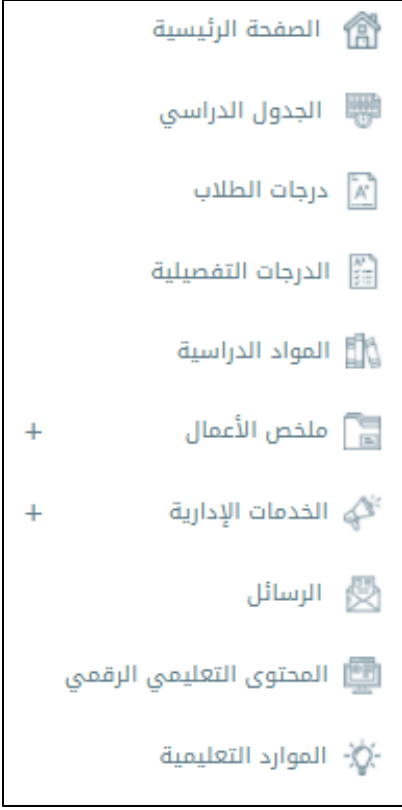 الصفحة الرئيسية
الجدول الدراسي
درجات الطلاب
الدرجات التفصيلية
المواد الدراسية
ملخص الأعمال +
الخدمات الإدارية +
الرسائل
المحتوى التعليمي الرقمي
الموارد التعليمية